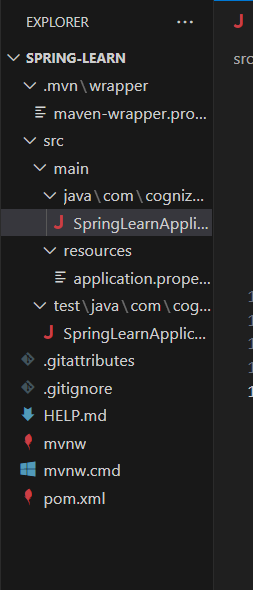 EXPLORER ...
SPRING-LEARN
.mvn\wrapper
maven-wrapper.pro...
src
main
java\com\cogniz...
SpringLearnAppli...
resources
application.prope...
test\java\com\cog...
SpringLearnApplic...
.gitattributes
.gitignore
HELP.md
mvnw
mvnw.cmd
pom.xml